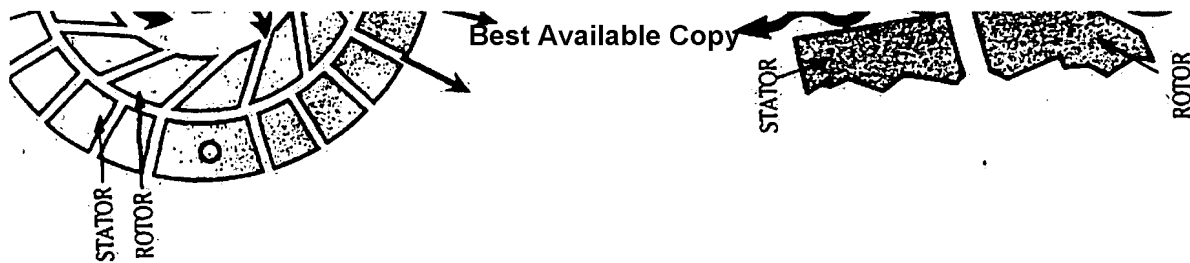 Best Available Copy
STATOR
ROTOR
STATOR
ROTOR